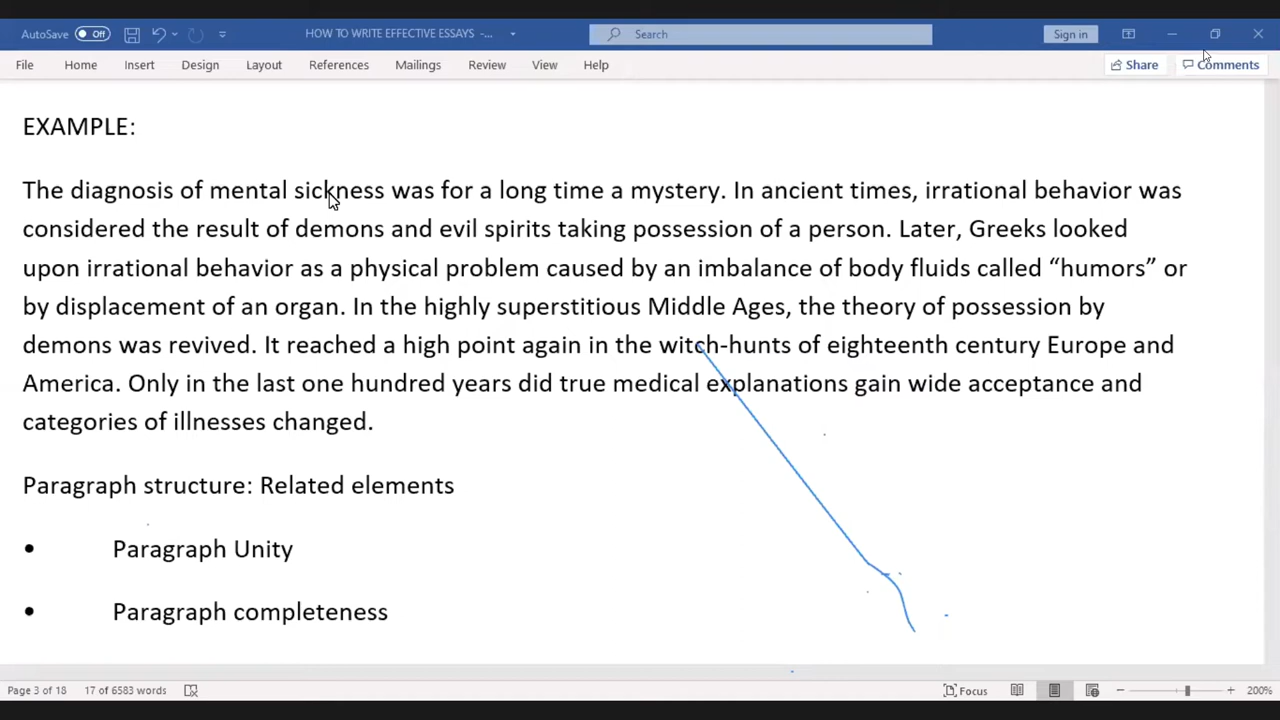 AutoSave Off HOW TO WRITE EFFECTIVE ESSAYS -... Search Sign in
File Home Insert Design Layout References Mailings Review View Help Share Comments
EXAMPLE:
The diagnosis of mental sickness was for a long time a mystery. In ancient times, irrational behavior was
considered the result of demons and evil spirits taking possession of a person. Later, Greeks looked
upon irrational behavior as a physical problem caused by an imbalance of body fluids called “humors” or
by displacement of an organ. In the highly superstitious Middle Ages, the theory of possession by
demons was revived. It reached a high point again in the witch-hunts of eighteenth century Europe and
America. Only in the last one hundred years did true medical explanations gain wide acceptance and
categories of illnesses changed.
Paragraph structure: Related elements
• Paragraph Unity
• Paragraph completeness
Page 3 of 18 17 of 6583 words Focus 200%